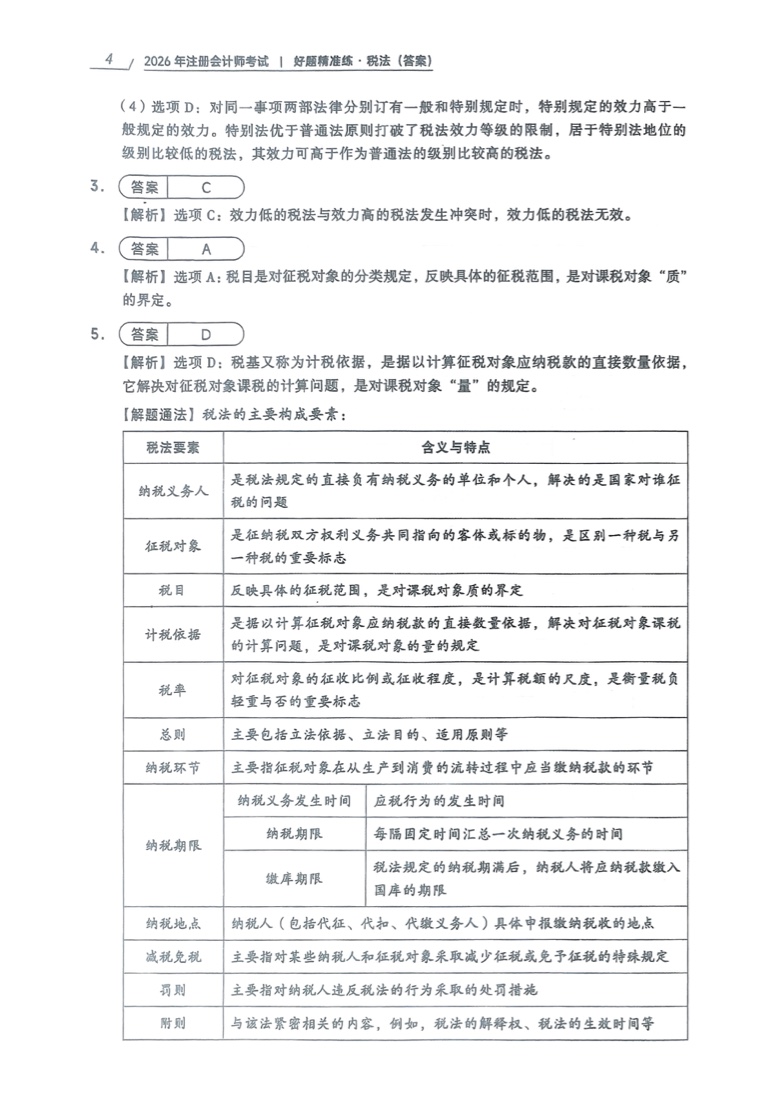 4 2026年注册会计师考试 | 好题精准练·税法（答案）
（4）选项D：对同一事项两部法律分别订有一般和特别规定时，特别规定的效力高于一
般规定的效力。特别法优于普通法原则打破了税法效力等级的限制，居于特别法地位的
级别比较低的税法，其效力可高于作为普通法的级别比较高的税法。
3. 答案 C
【解析】选项C：效力低的税法与效力高的税法发生冲突时，效力低的税法无效。
4. 答案 A
【解析】选项A：税目是对征税对象的分类规定，反映具体的征税范围，是对课税对象“质”
的界定。
5. 答案 D
【解析】选项D：税基又称为计税依据，是据以计算征税对象应纳税款的直接数量依据，
它解决对征税对象课税的计算问题，是对课税对象“量”的规定。
【解题通法】税法的主要构成要素：
税法要素 含义与特点
纳税义务人 是税法规定的直接负有纳税义务的单位和个人，解决的是国家对谁征
税的问题
征税对象 是征纳税双方权利义务共同指向的客体或标的物，是区别一种税与另
一种税的重要标志
税目 反映具体的征税范围，是对课税对象质的界定
计税依据 是据以计算征税对象应纳税款的直接数量依据，解决对征税对象课税
的计算问题，是对课税对象的量的规定
税率 对征税对象的征收比例或征收程度，是计算税额的尺度，是衡量税负
轻重与否的重要标志
总则 主要包括立法依据、立法目的、适用原则等
纳税环节 主要指征税对象在从生产到消费的流转过程中应当缴纳税款的环节
纳税期限 纳税义务发生时间 应税行为的发生时间
纳税期限 每隔固定时间汇总一次纳税义务的时间
缴库期限 税法规定的纳税期满后，纳税人将应纳税款缴入
国库的期限
纳税地点 纳税人（包括代征、代扣、代缴义务人）具体申报缴纳税收的地点
减税免税 主要指对某些纳税人和征税对象采取减少征税或免予征税的特殊规定
罚则 主要指对纳税人违反税法的行为采取的处罚措施
附则 与该法紧密相关的内容，例如，税法的解释权、税法的生效时间等